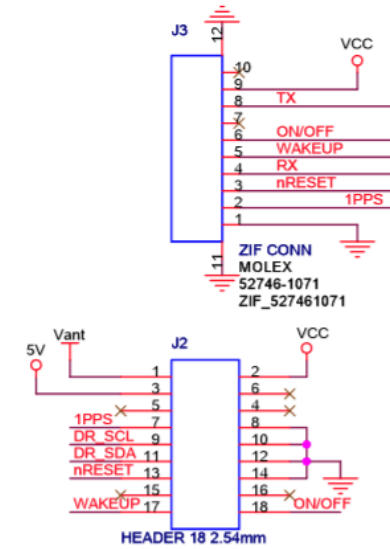 J3
12
VCC
10
9
8 TX
7
6 ON/OFF
5 WAKEUP
4 RX
3 nRESET
2 1PPS
1
11
ZIF CONN
MOLEX
52746-1071
ZIF_527461071
Vant
5V
J2
VCC
1 2
3 6
5 4
1PPS 7 8
DR_SCL 9 10
DR_SDA 11 12
nRESET 13 14
15 16
WAKEUP 17 18 ON/OFF
HEADER 18 2.54mm